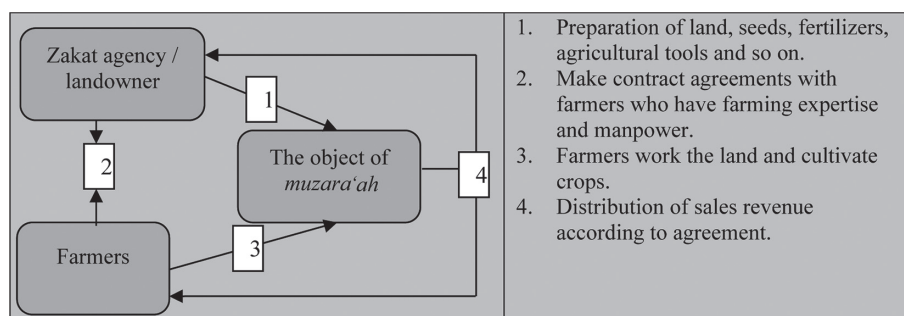 Zakat agency /
landowner
1
2
The object of
muzara‘ah
4
3
Farmers
1. Preparation of land, seeds, fertilizers,
agricultural tools and so on.
2. Make contract agreements with
farmers who have farming expertise
and manpower.
3. Farmers work the land and cultivate
crops.
4. Distribution of sales revenue
according to agreement.